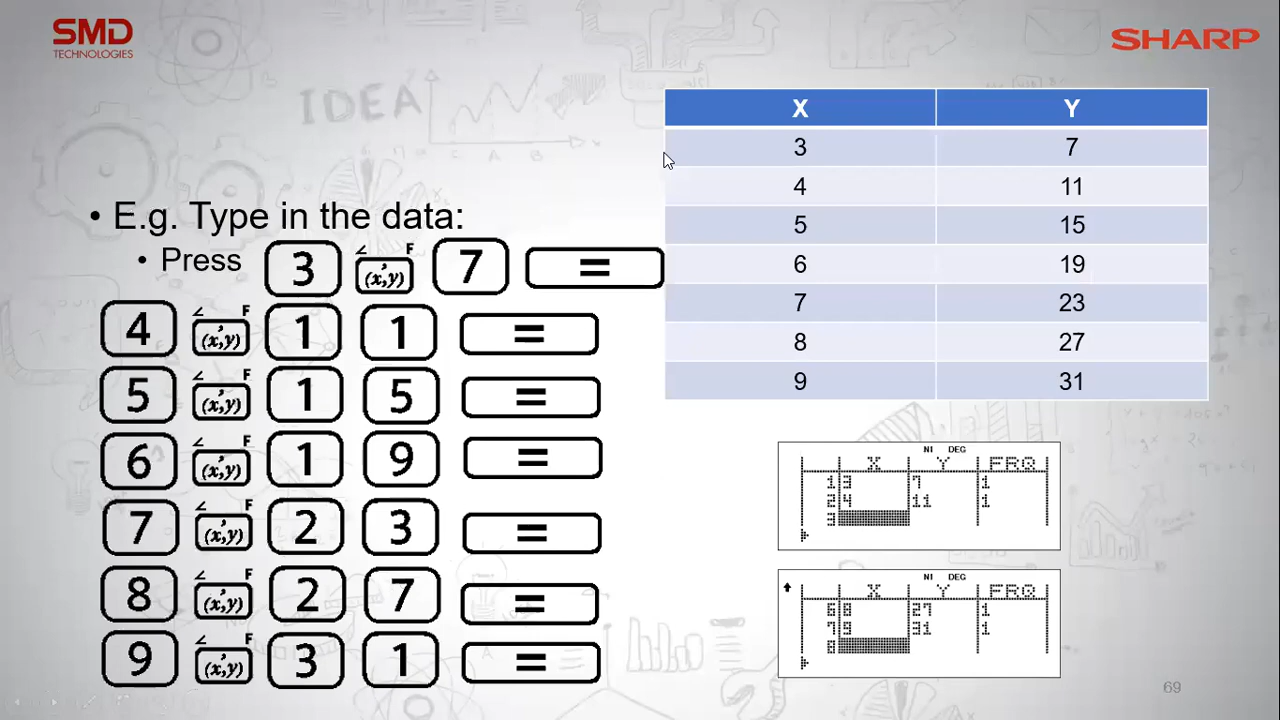 SMD
TECHNOLOGIES
SHARP
IDEA
• E.g. Type in the data:
• Press 3 (x,y) 7 =
4 (x,y) 1 1 =
5 (x,y) 1 5 =
6 (x,y) 1 9 =
7 (x,y) 2 3 =
8 (x,y) 2 7 =
9 (x,y) 3 1 =
X Y
3 7
4 11
5 15
6 19
7 23
8 27
9 31
NI DEG
X Y FRQ
1 3 7 1
2 4 11 1
3
NI DEG
X Y FRQ
6 8 27 1
7 9 31 1
8
69